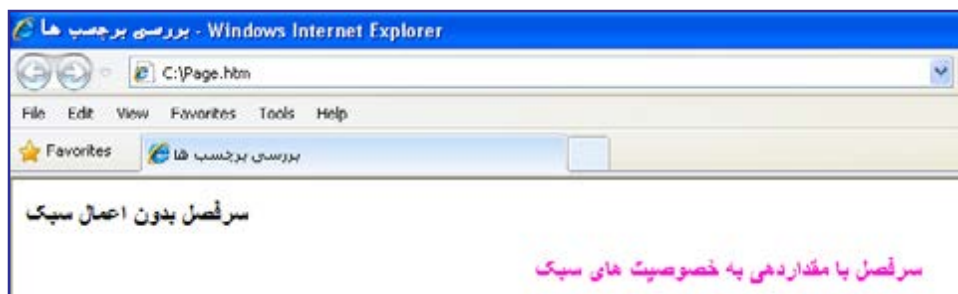 بررسی برچسب ها - Windows Internet Explorer
C:\Page.htm
File Edit View Favorites Tools Help
Favorites بررسی برچسب ها
سرفصل بدون اعمال سبک
سرفصل با مقداردهی به خصوصیت های سبک